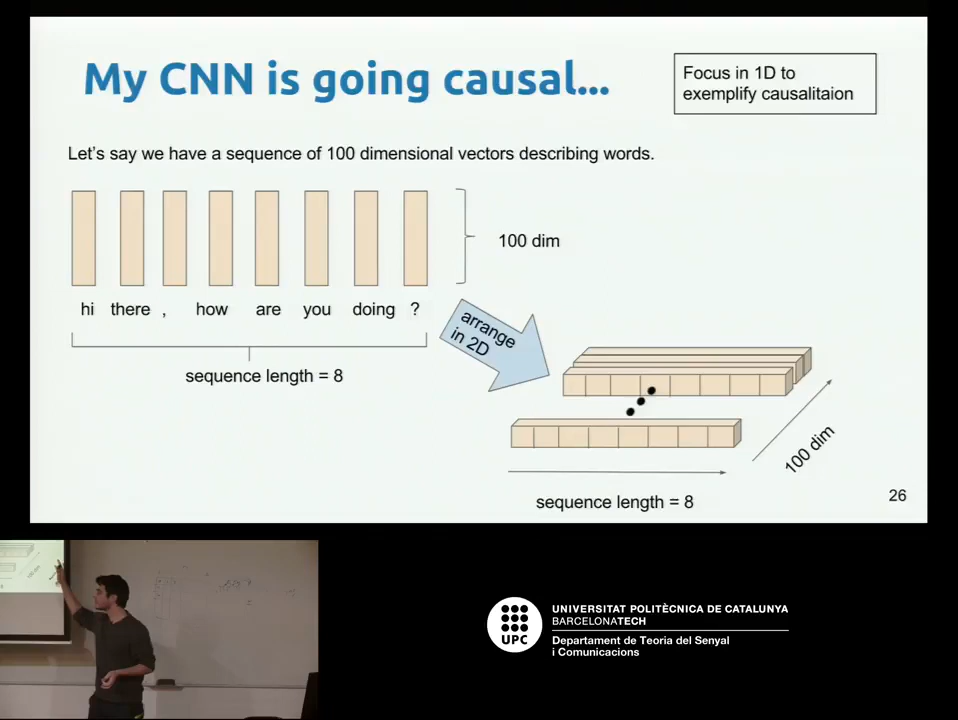 My CNN is going causal...
Focus in 1D to
exemplify causalitaion
Let's say we have a sequence of 100 dimensional vectors describing words.
100 dim
hi there , how are you doing ?
sequence length = 8
arrange
in 2D
100 dim
sequence length = 8
26
UPC
UNIVERSITAT POLITÈCNICA DE CATALUNYA
BARCELONATECH
Departament de Teoria del Senyal
i Comunicacions